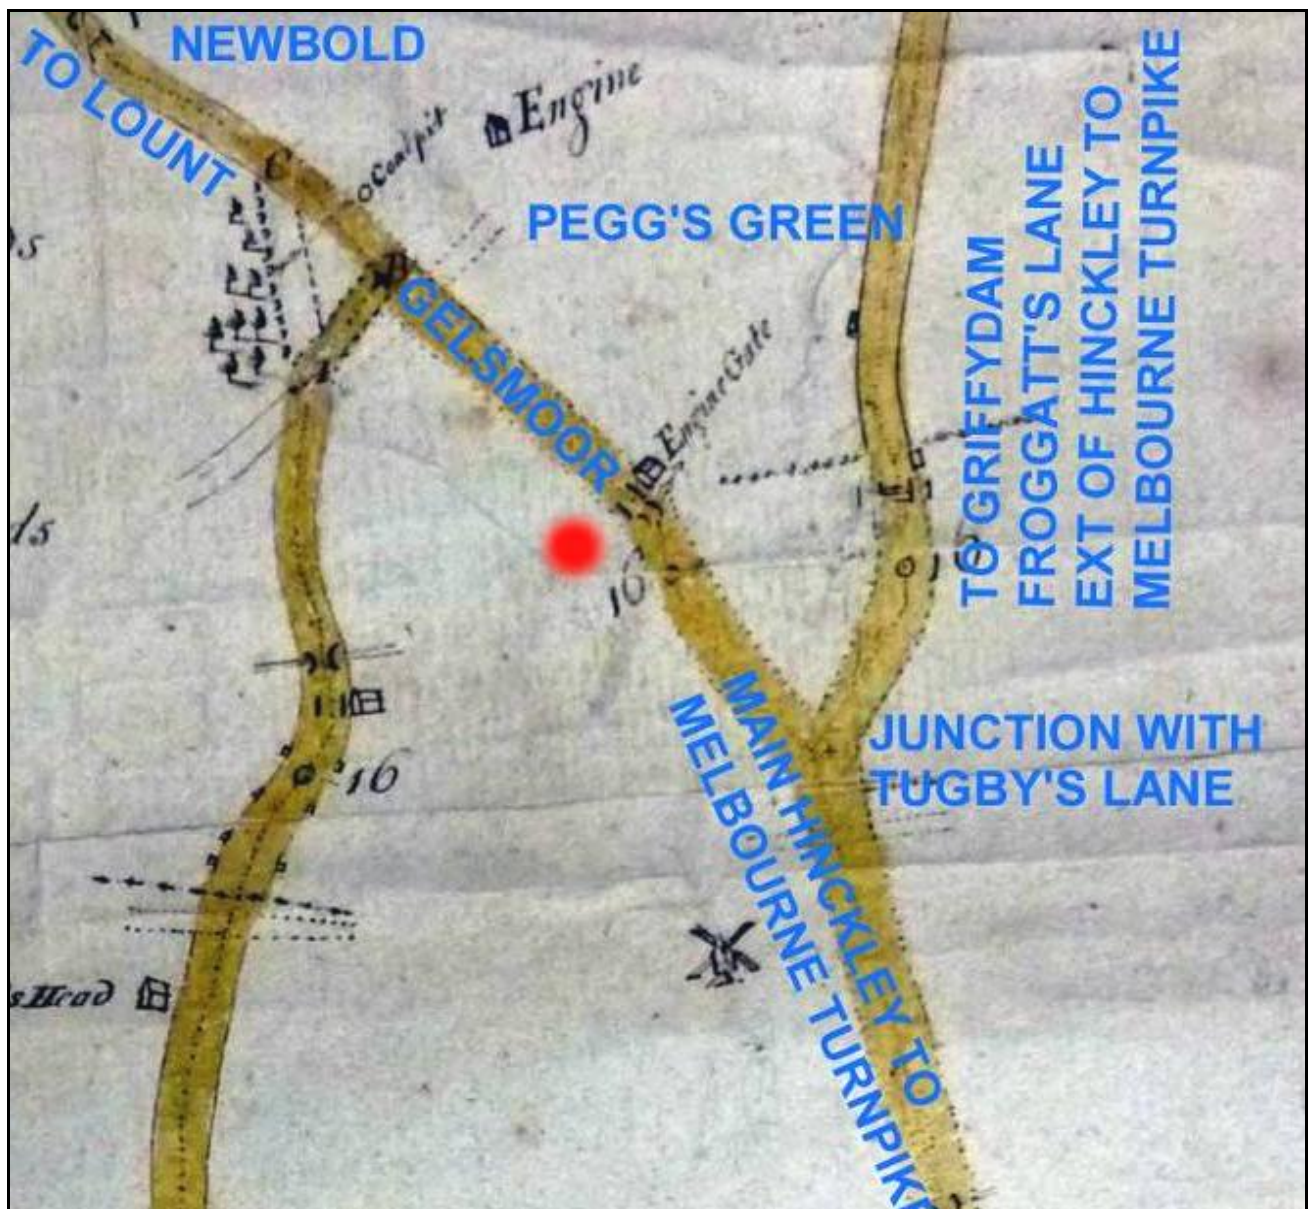 NEWBOLD
TO LOUNT
Engine
Coalpit
PEGG'S GREEN
GELSMOOR
Engine Gate
TO GRIFFYDAM
FROGGATT'S LANE
EXT OF HINCKLEY TO
MELBOURNE TURNPIKE
16
JUNCTION WITH
TUGBY'S LANE
MAIN HINCKLEY TO
MELBOURNE TURNPIKE
16
s Head